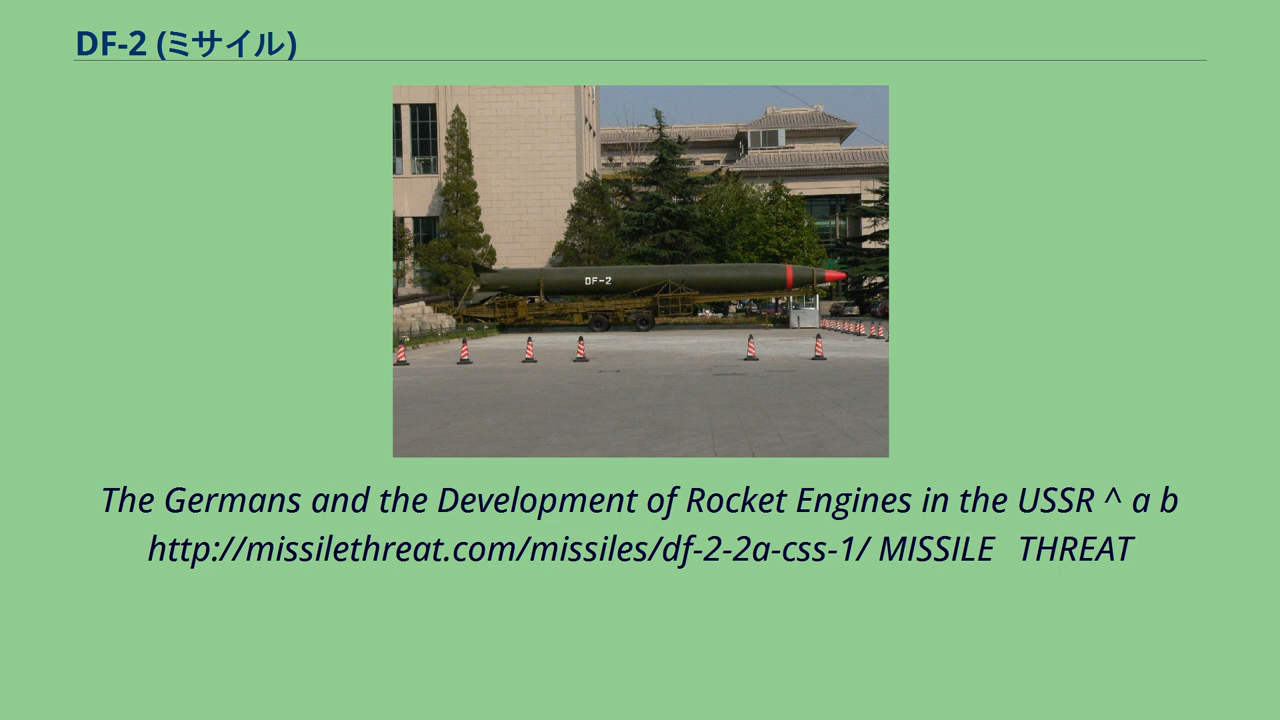 DF-2 (ミサイル)
DF-2
The Germans and the Development of Rocket Engines in the USSR ^ a b
http://missilethreat.com/missiles/df-2-2a-css-1/ MISSILE THREAT